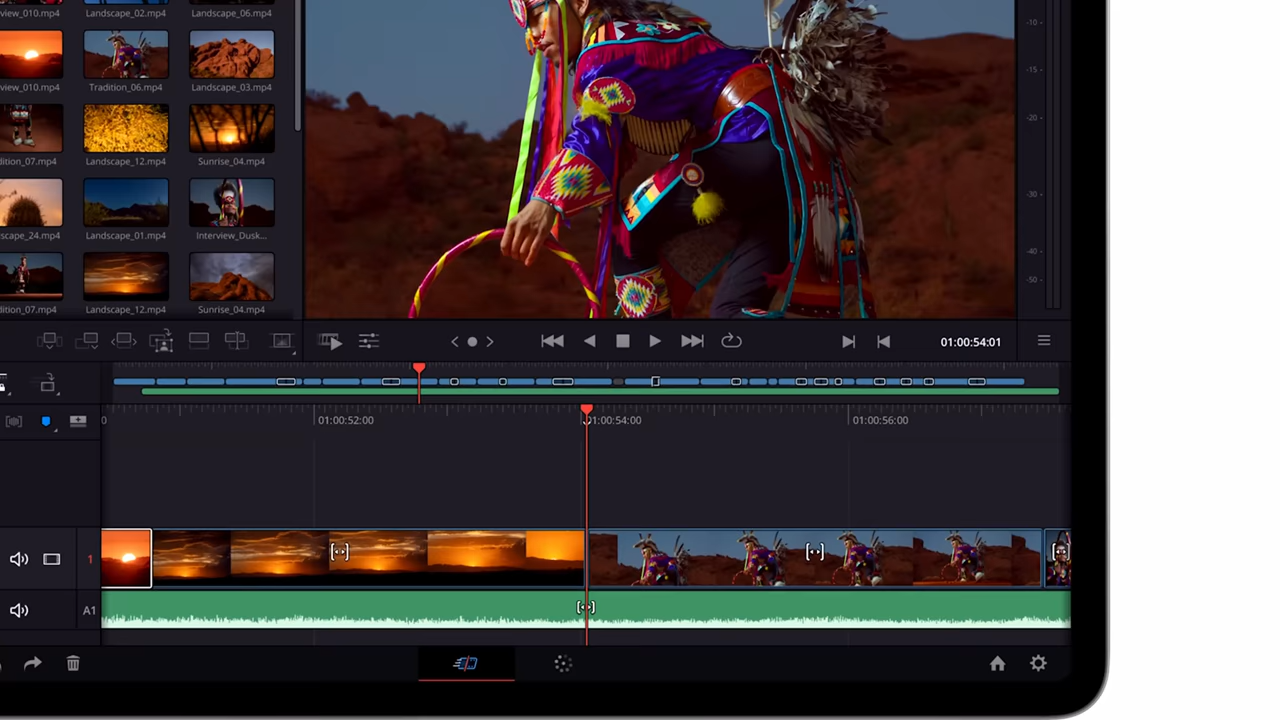 view_010.mp4 Landscape_02.mp4 Landscape_06.mp4
view_010.mp4 Tradition_06.mp4 Landscape_03.mp4
dition_07.mp4 Landscape_12.mp4 Sunrise_04.mp4
scape_24.mp4 Landscape_01.mp4 Interview_Dusk...
dition_07.mp4 Landscape_12.mp4 Sunrise_04.mp4
-10
-15
-20
-30
-40
-50
01:00:54:01
0 01:00:52:00 01:00:54:00 01:00:56:00
1
A1